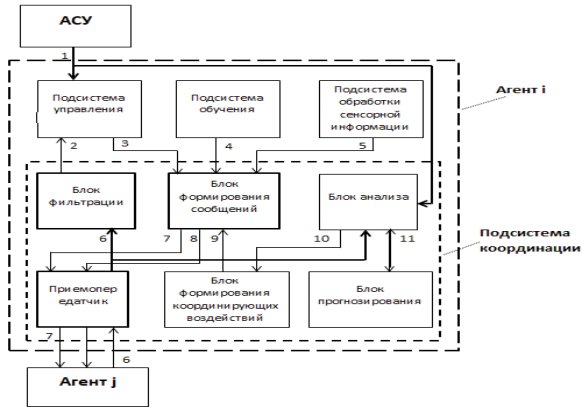 АСУ
1
Подсистема
управления
Подсистема
обучения
Подсистема
обработки
сенсорной
информации
Агент i
2
3
4
5
Блок
фильтрации
Блок
формирования
сообщений
Блок анализа
Подсистема
координации
6
7
8
9
10
11
Приемопер
едатчик
Блок
формирования
координирующих
воздействий
Блок
прогнозирования
7
6
Агент j